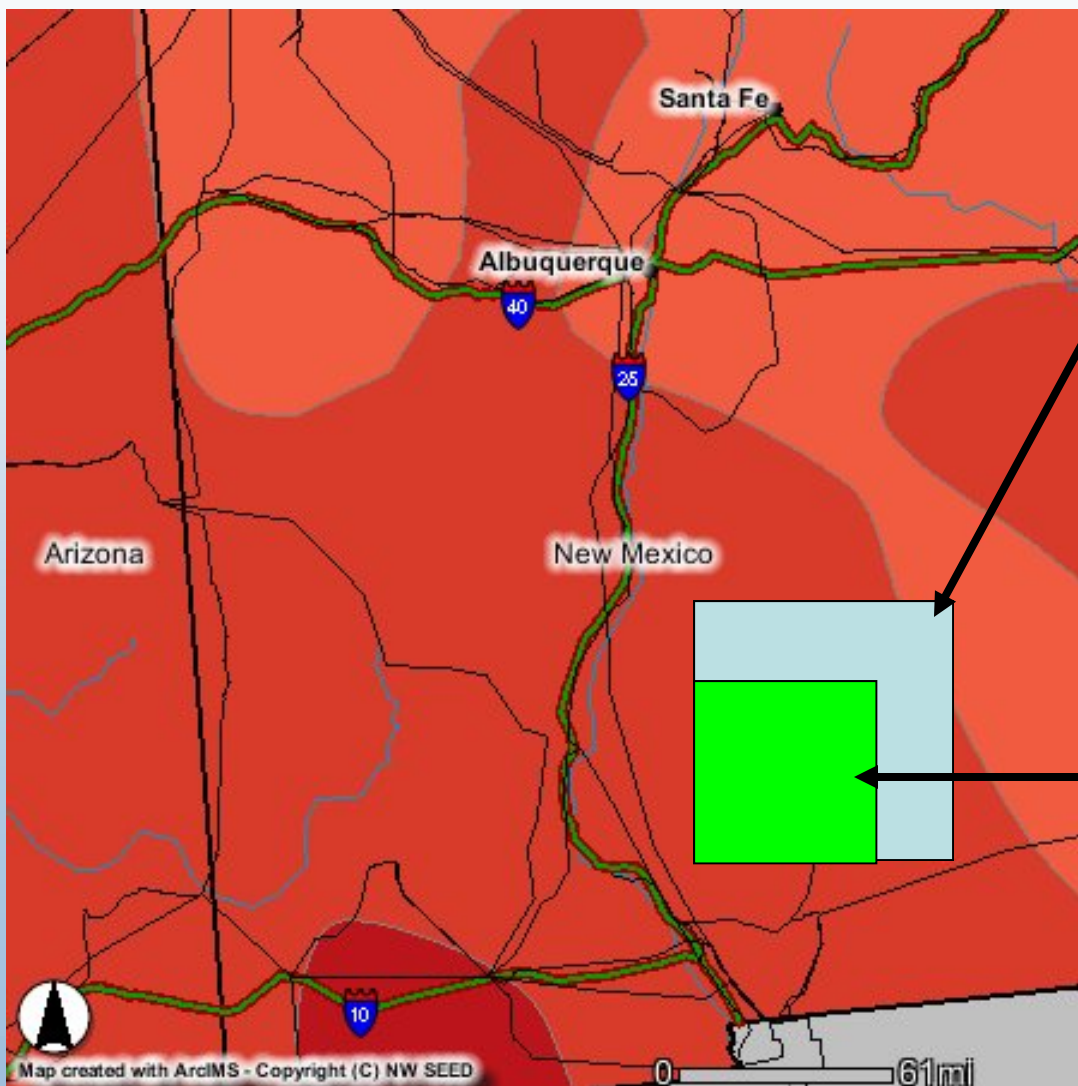 Santa Fe
Albuquerque
40
25
Arizona
New Mexico
10
Map created with ArcIMS - Copyright (C) NW SEED
0 61mi